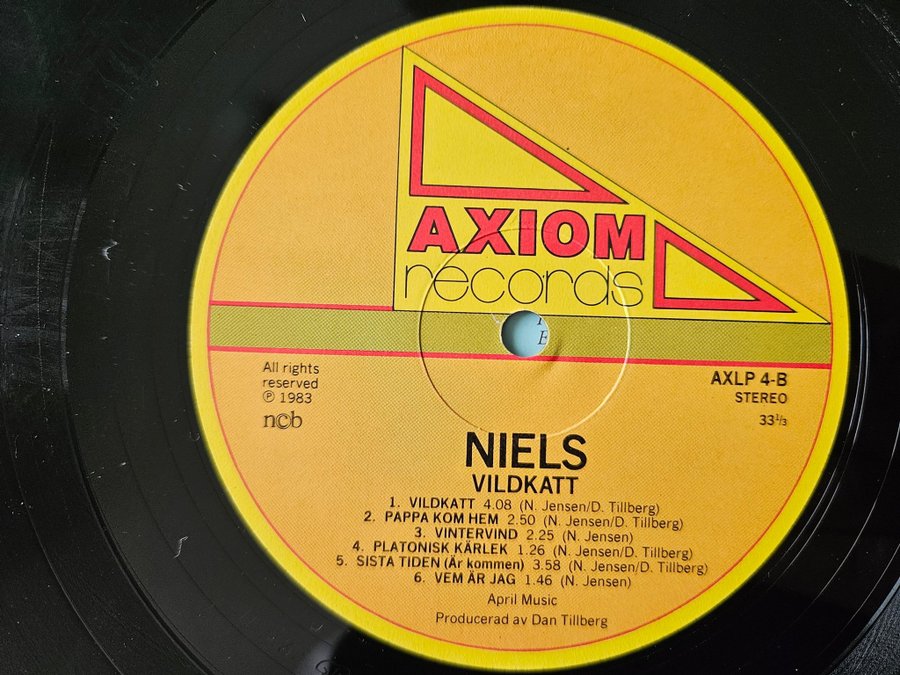 AXIOM
records
All rights
reserved
℗ 1983
ncb
AXLP 4-B
STEREO
33 1/3
NIELS
VILDKATT
1. VILDKATT 4.08 (N. Jensen/D. Tillberg)
2. PAPPA KOM HEM 2.50 (N. Jensen/D. Tillberg)
3. VINTERVIND 2.25 (N. Jensen)
4. PLATONISK KÄRLEK 1.26 (N. Jensen/D. Tillberg)
5. SISTA TIDEN (Är kommen) 3.58 (N. Jensen/D. Tillberg)
6. VEM ÄR JAG 1.46 (N. Jensen)
April Music
Producerad av Dan Tillberg